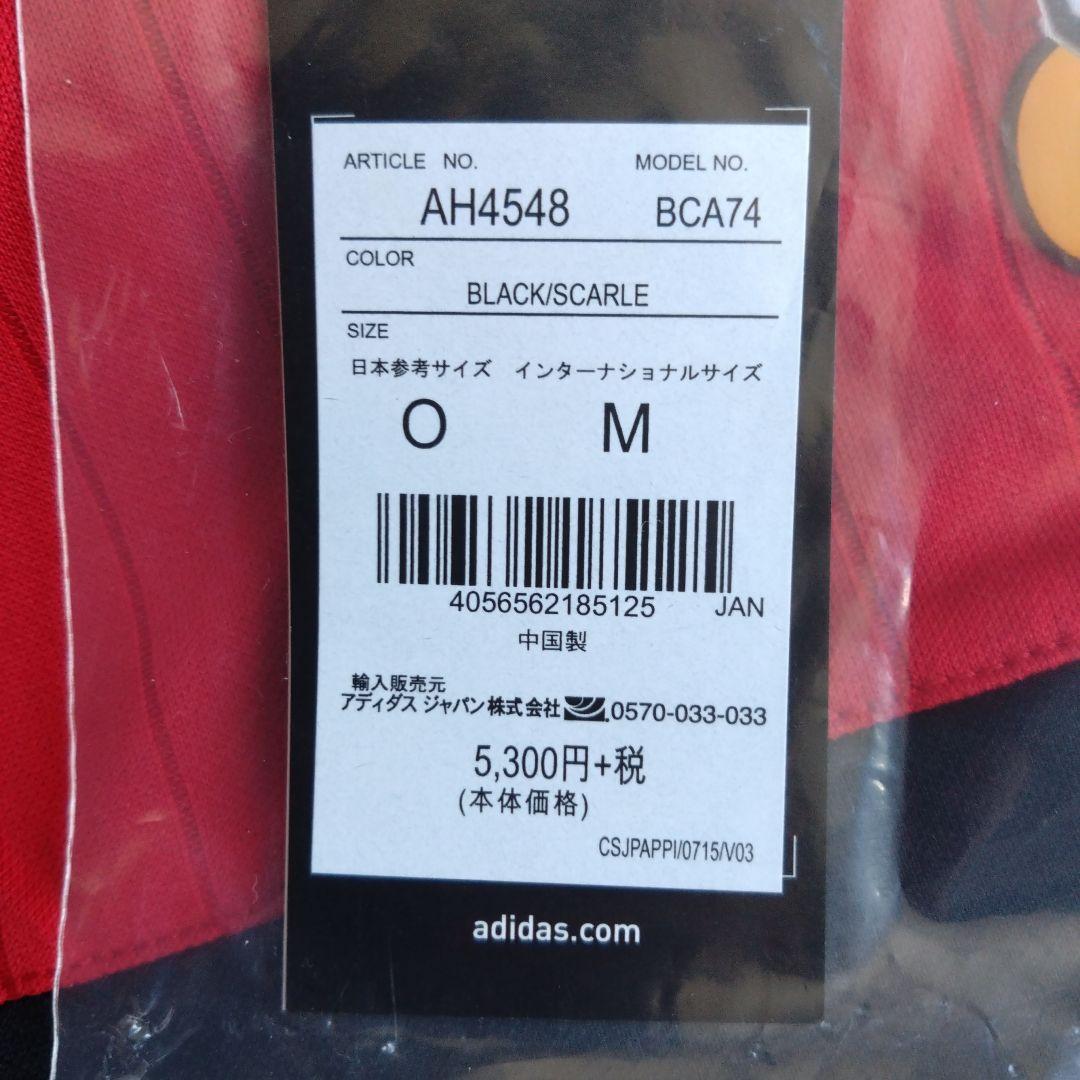 ARTICLE NO. MODEL NO.
AH4548 BCA74
COLOR
BLACK/SCARLE
SIZE
日本参考サイズ インターナショナルサイズ
O M
4056562185125 JAN
中国製
輸入販売元
アディダス ジャパン株式会社 0570-033-033
5,300円+税
(本体価格)
CSJPAPPI/0715/V03
adidas.com